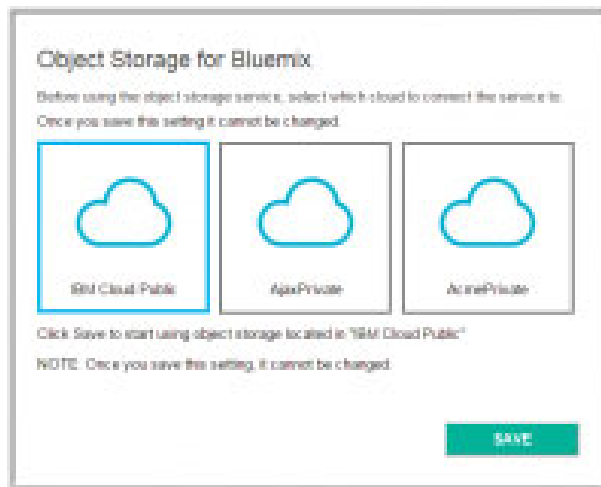 Object Storage for Bluemix
Before using the object storage service, select which cloud to connect the service to.
Once you save this setting it cannot be changed.
IBM Cloud Public
AjaxPrivate
AcmePrivate
Click Save to start using object storage located in "IBM Cloud Public"
NOTE: Once you save this setting, it cannot be changed.
SAVE